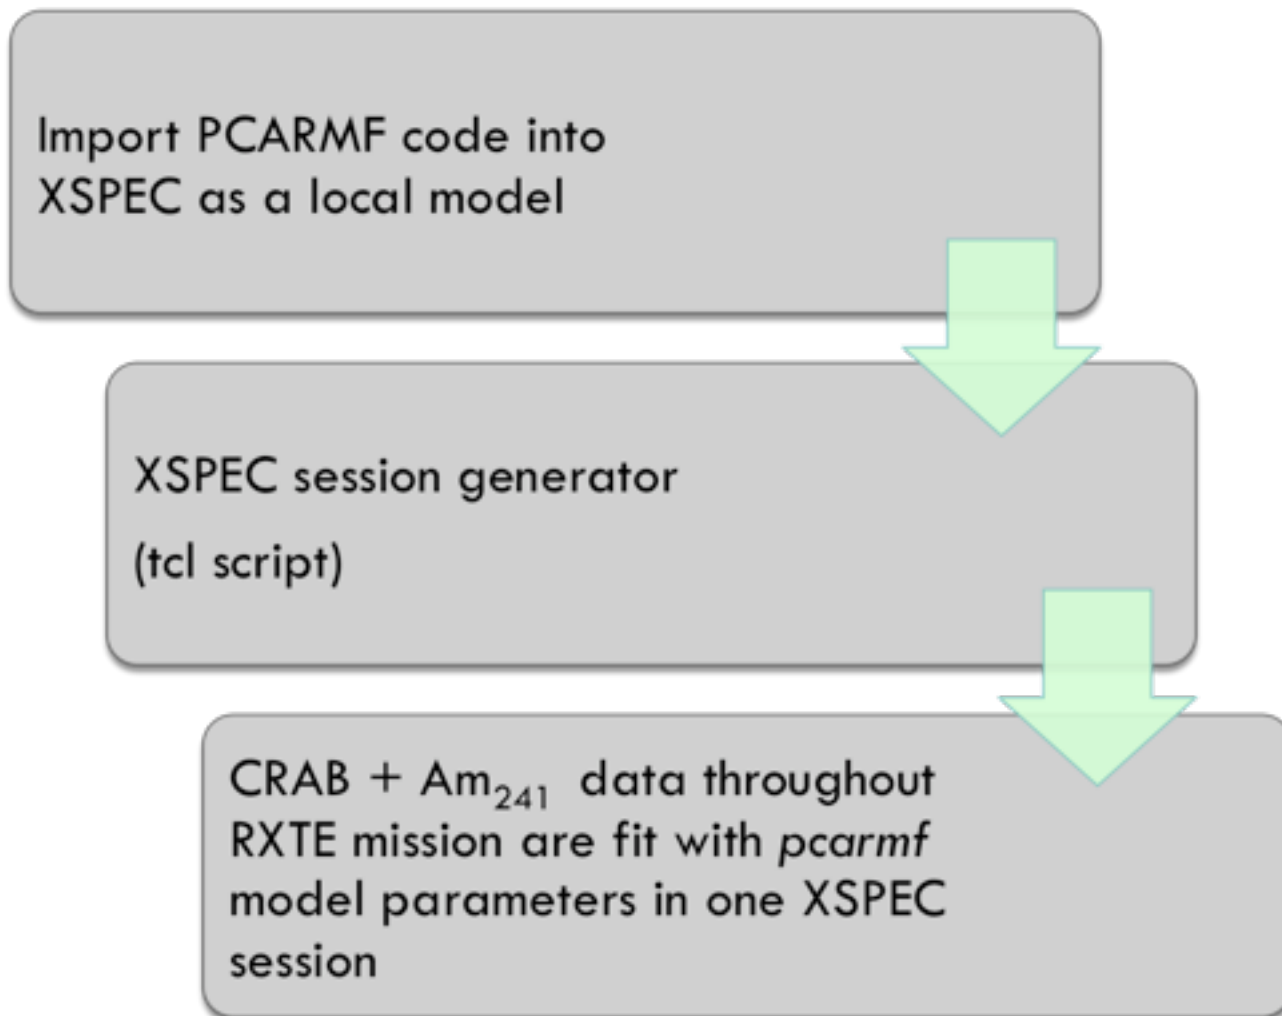 Import PCARMF code into
XSPEC as a local model
XSPEC session generator
(tcl script)
CRAB + Am₂₄₁ data throughout
RXTE mission are fit with pcarmf
model parameters in one XSPEC
session